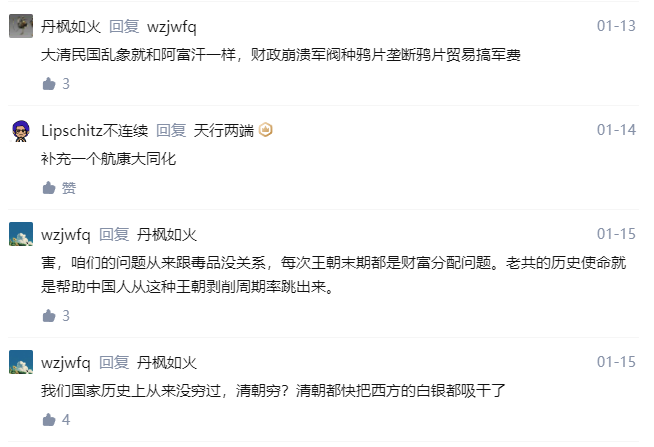 丹枫如火 回复 wzjwfq 01-13
大清民国乱象就和阿富汗一样，财政崩溃军阀种鸦片垄断鸦片贸易搞军费
3
Lipschitz不连续 回复 天行两端 01-14
补充一个航康大同化
赞
wzjwfq 回复 丹枫如火 01-15
害，咱们的问题从来跟毒品没关系，每次王朝末期都是财富分配问题。老共的历史使命就
是帮助中国人从这种王朝剥削周期率跳出来。
3
wzjwfq 回复 丹枫如火 01-15
我们国家历史上从来没穷过，清朝穷？清朝都快把西方的白银都吸干了
4